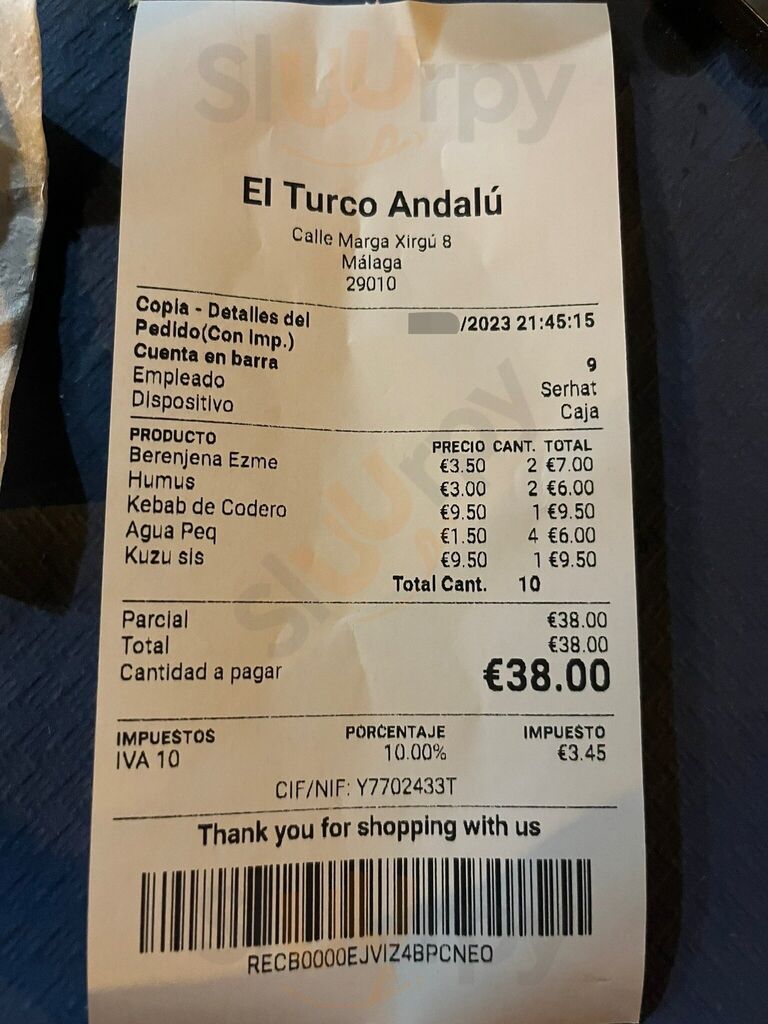 Sluurpy
El Turco Andalú
Calle Marga Xirgú 8
Málaga
29010
Copia - Detalles del Pedido(Con Imp.) /2023 21:45:15
Cuenta en barra 9
Empleado Serhat
Dispositivo Caja
PRODUCTO PRECIO CANT. TOTAL
Berenjena Ezme €3.50 2 €7.00
Humus €3.00 2 €6.00
Kebab de Codero €9.50 1 €9.50
Agua Peq €1.50 4 €6.00
Kuzu sis €9.50 1 €9.50
Total Cant. 10
Parcial €38.00
Total €38.00
Cantidad a pagar €38.00
IMPUESTOS PORCENTAJE IMPUESTO
IVA 10 10.00% €3.45
CIF/NIF: Y7702433T
Thank you for shopping with us
RECB0000EJVIZ4BPCNEO